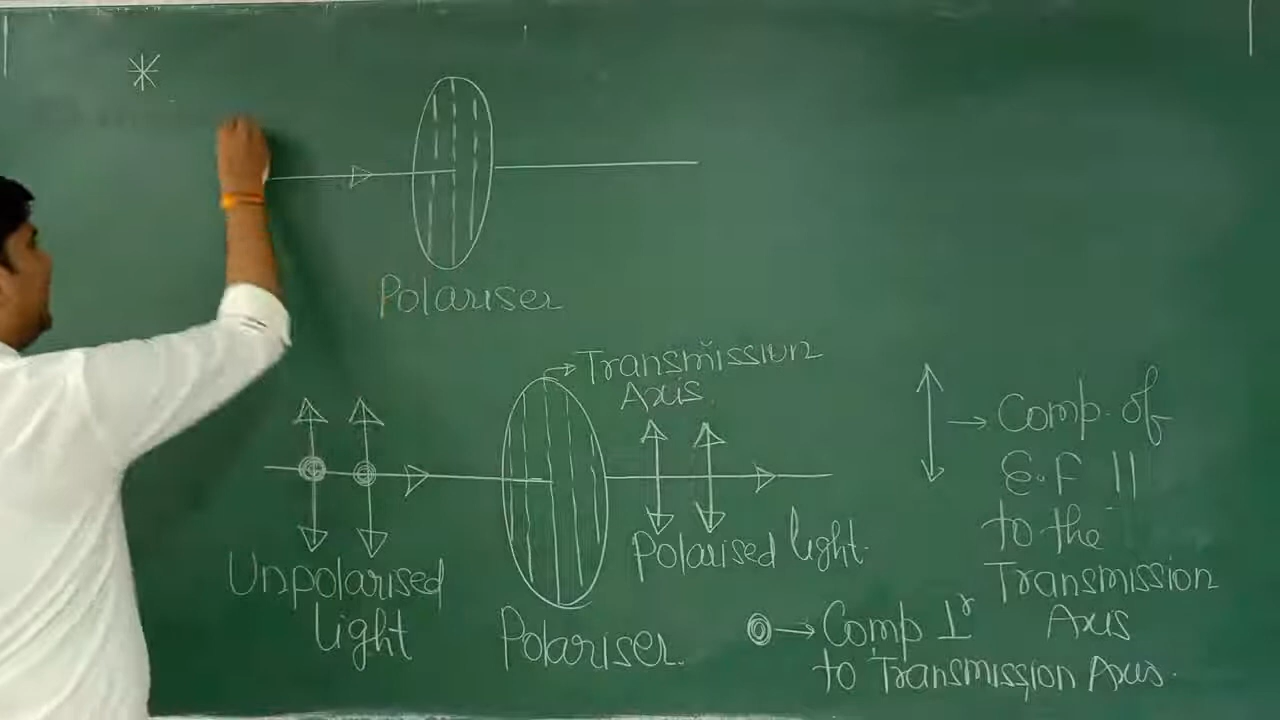 Polariser
Transmission
Axis
Unpolarised
light
Polariser.
Polarised light.
Comp. of
E.F ||
to the
Transmission
Axis
Comp ⊥r
to Transmission Axis.